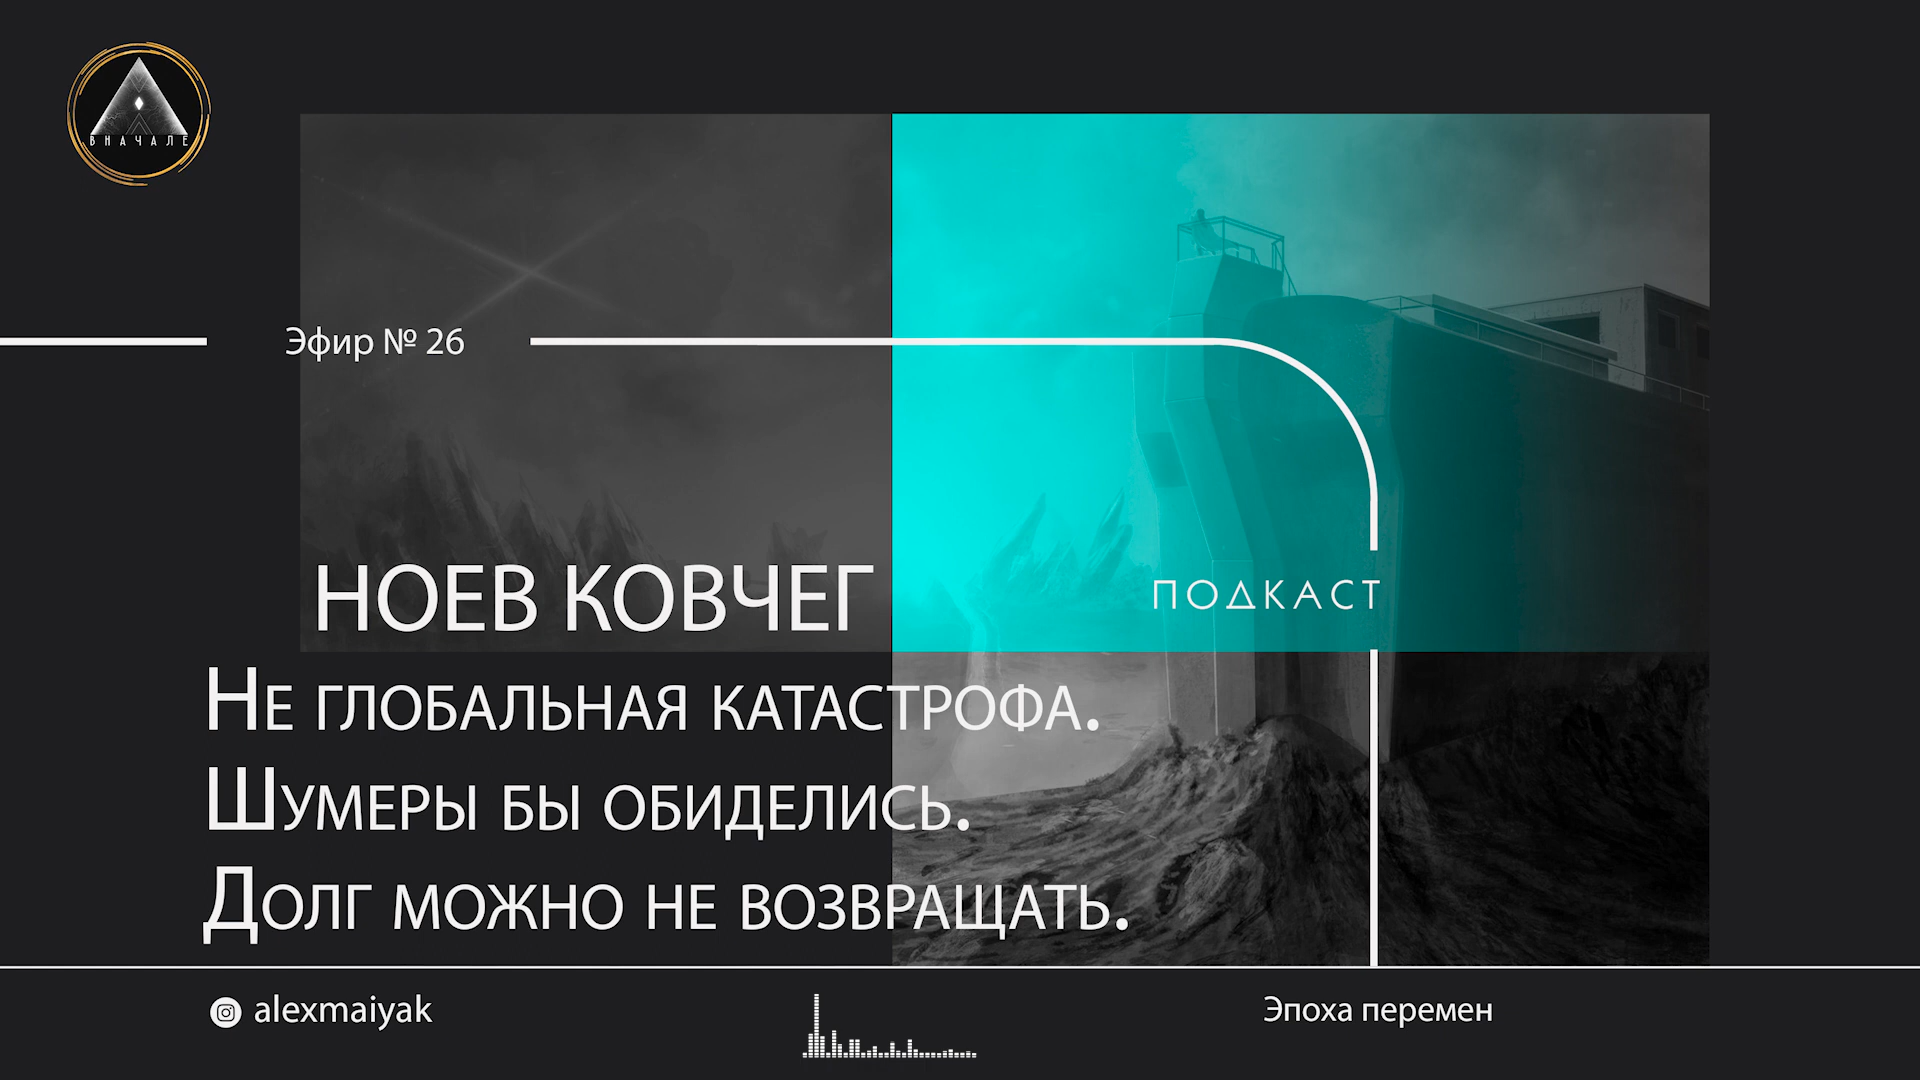 ВНАЧАЛЕ
Эфир № 26
НОЕВ КОВЧЕГ
ПОДКАСТ
Не глобальная катастрофа.
Шумеры бы обиделись.
Долг можно не возвращать.
alexmaiyak
Эпоха перемен